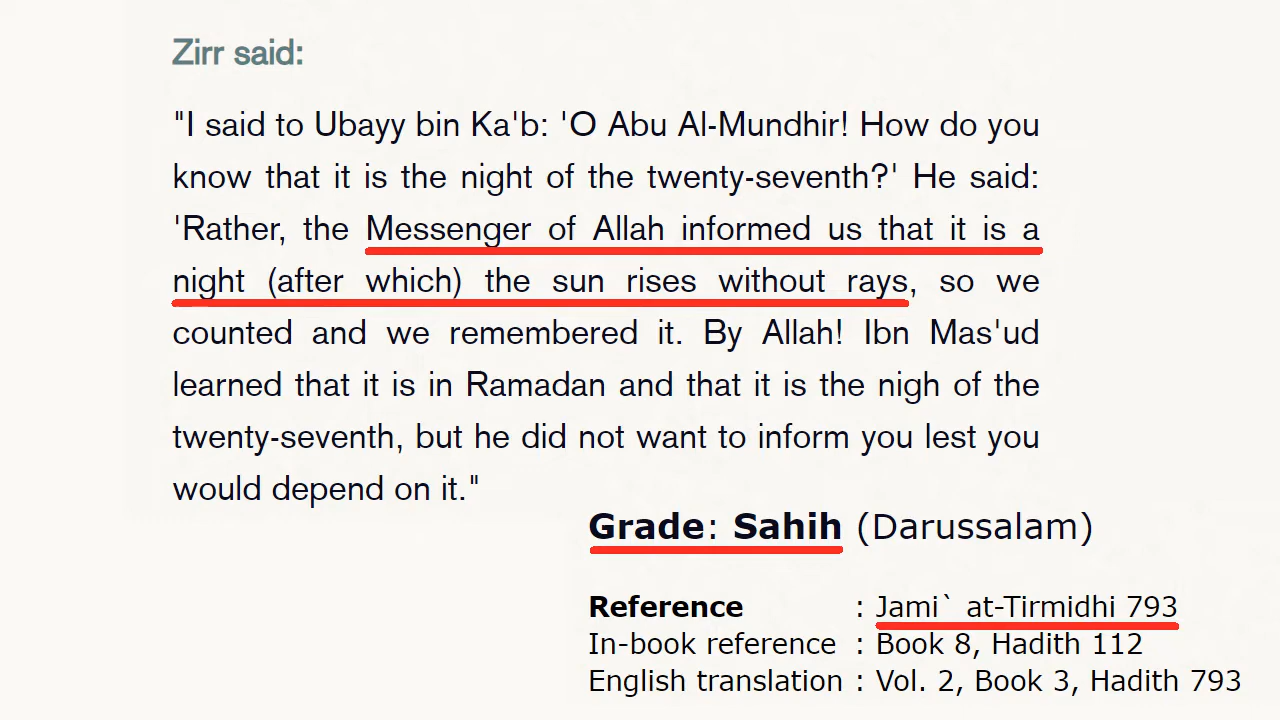 Zirr said:
"I said to Ubayy bin Ka'b: 'O Abu Al-Mundhir! How do you
know that it is the night of the twenty-seventh?' He said:
'Rather, the Messenger of Allah informed us that it is a
night (after which) the sun rises without rays, so we
counted and we remembered it. By Allah! Ibn Mas'ud
learned that it is in Ramadan and that it is the nigh of the
twenty-seventh, but he did not want to inform you lest you
would depend on it."
Grade: Sahih (Darussalam)
Reference : Jami` at-Tirmidhi 793
In-book reference : Book 8, Hadith 112
English translation : Vol. 2, Book 3, Hadith 793